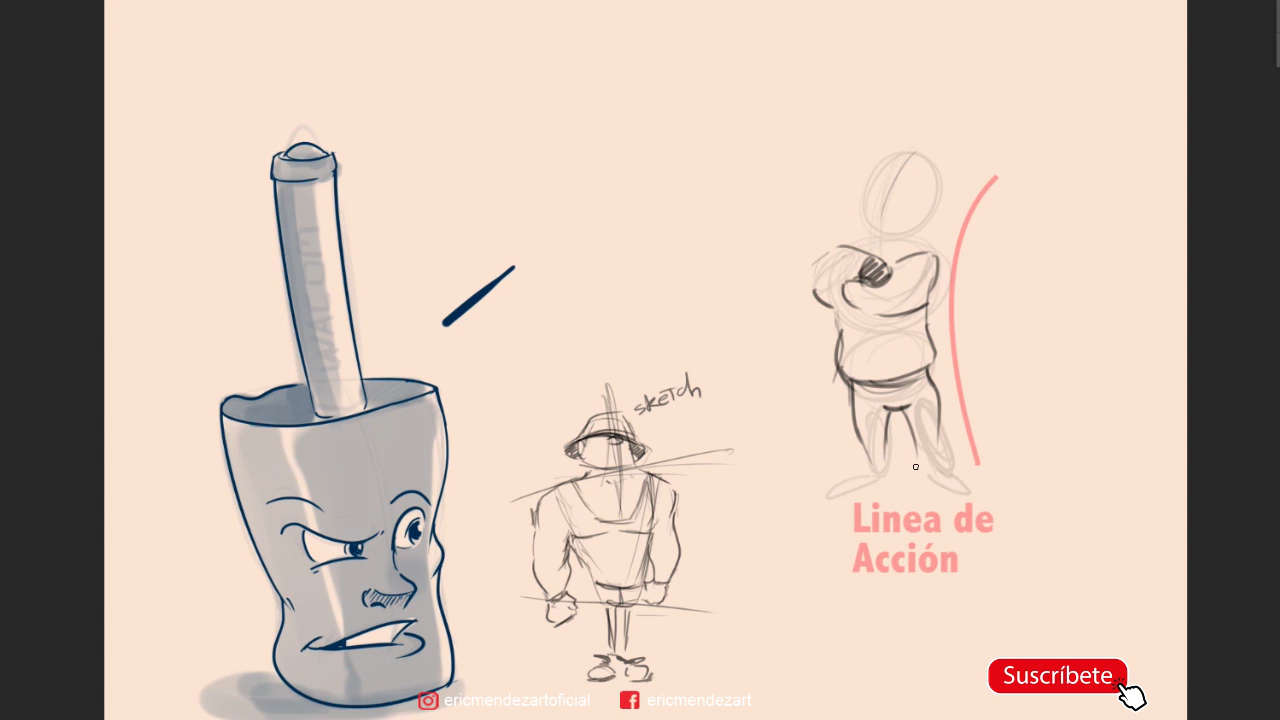 sketch
Linea de
Acción
Suscríbete
ericmendezartoficial
ericmendezart